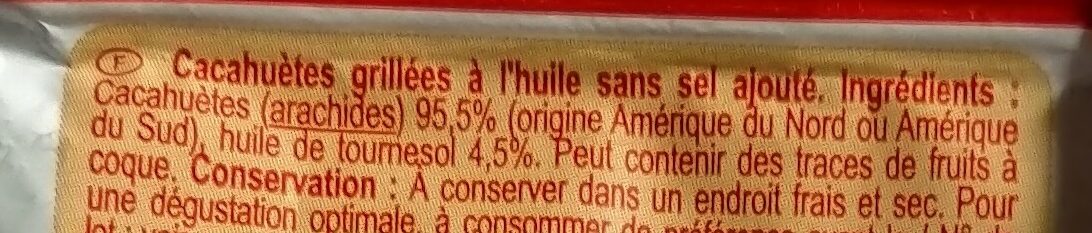 F Cacahuètes grillées à l'huile sans sel ajouté. Ingrédients :
Cacahuètes (arachides) 95,5% (origine Amérique du Nord ou Amérique
du Sud), huile de tournesol 4,5%. Peut contenir des traces de fruits à
coque. Conservation : A conserver dans un endroit frais et sec. Pour
une dégustation optimale, à consommer de